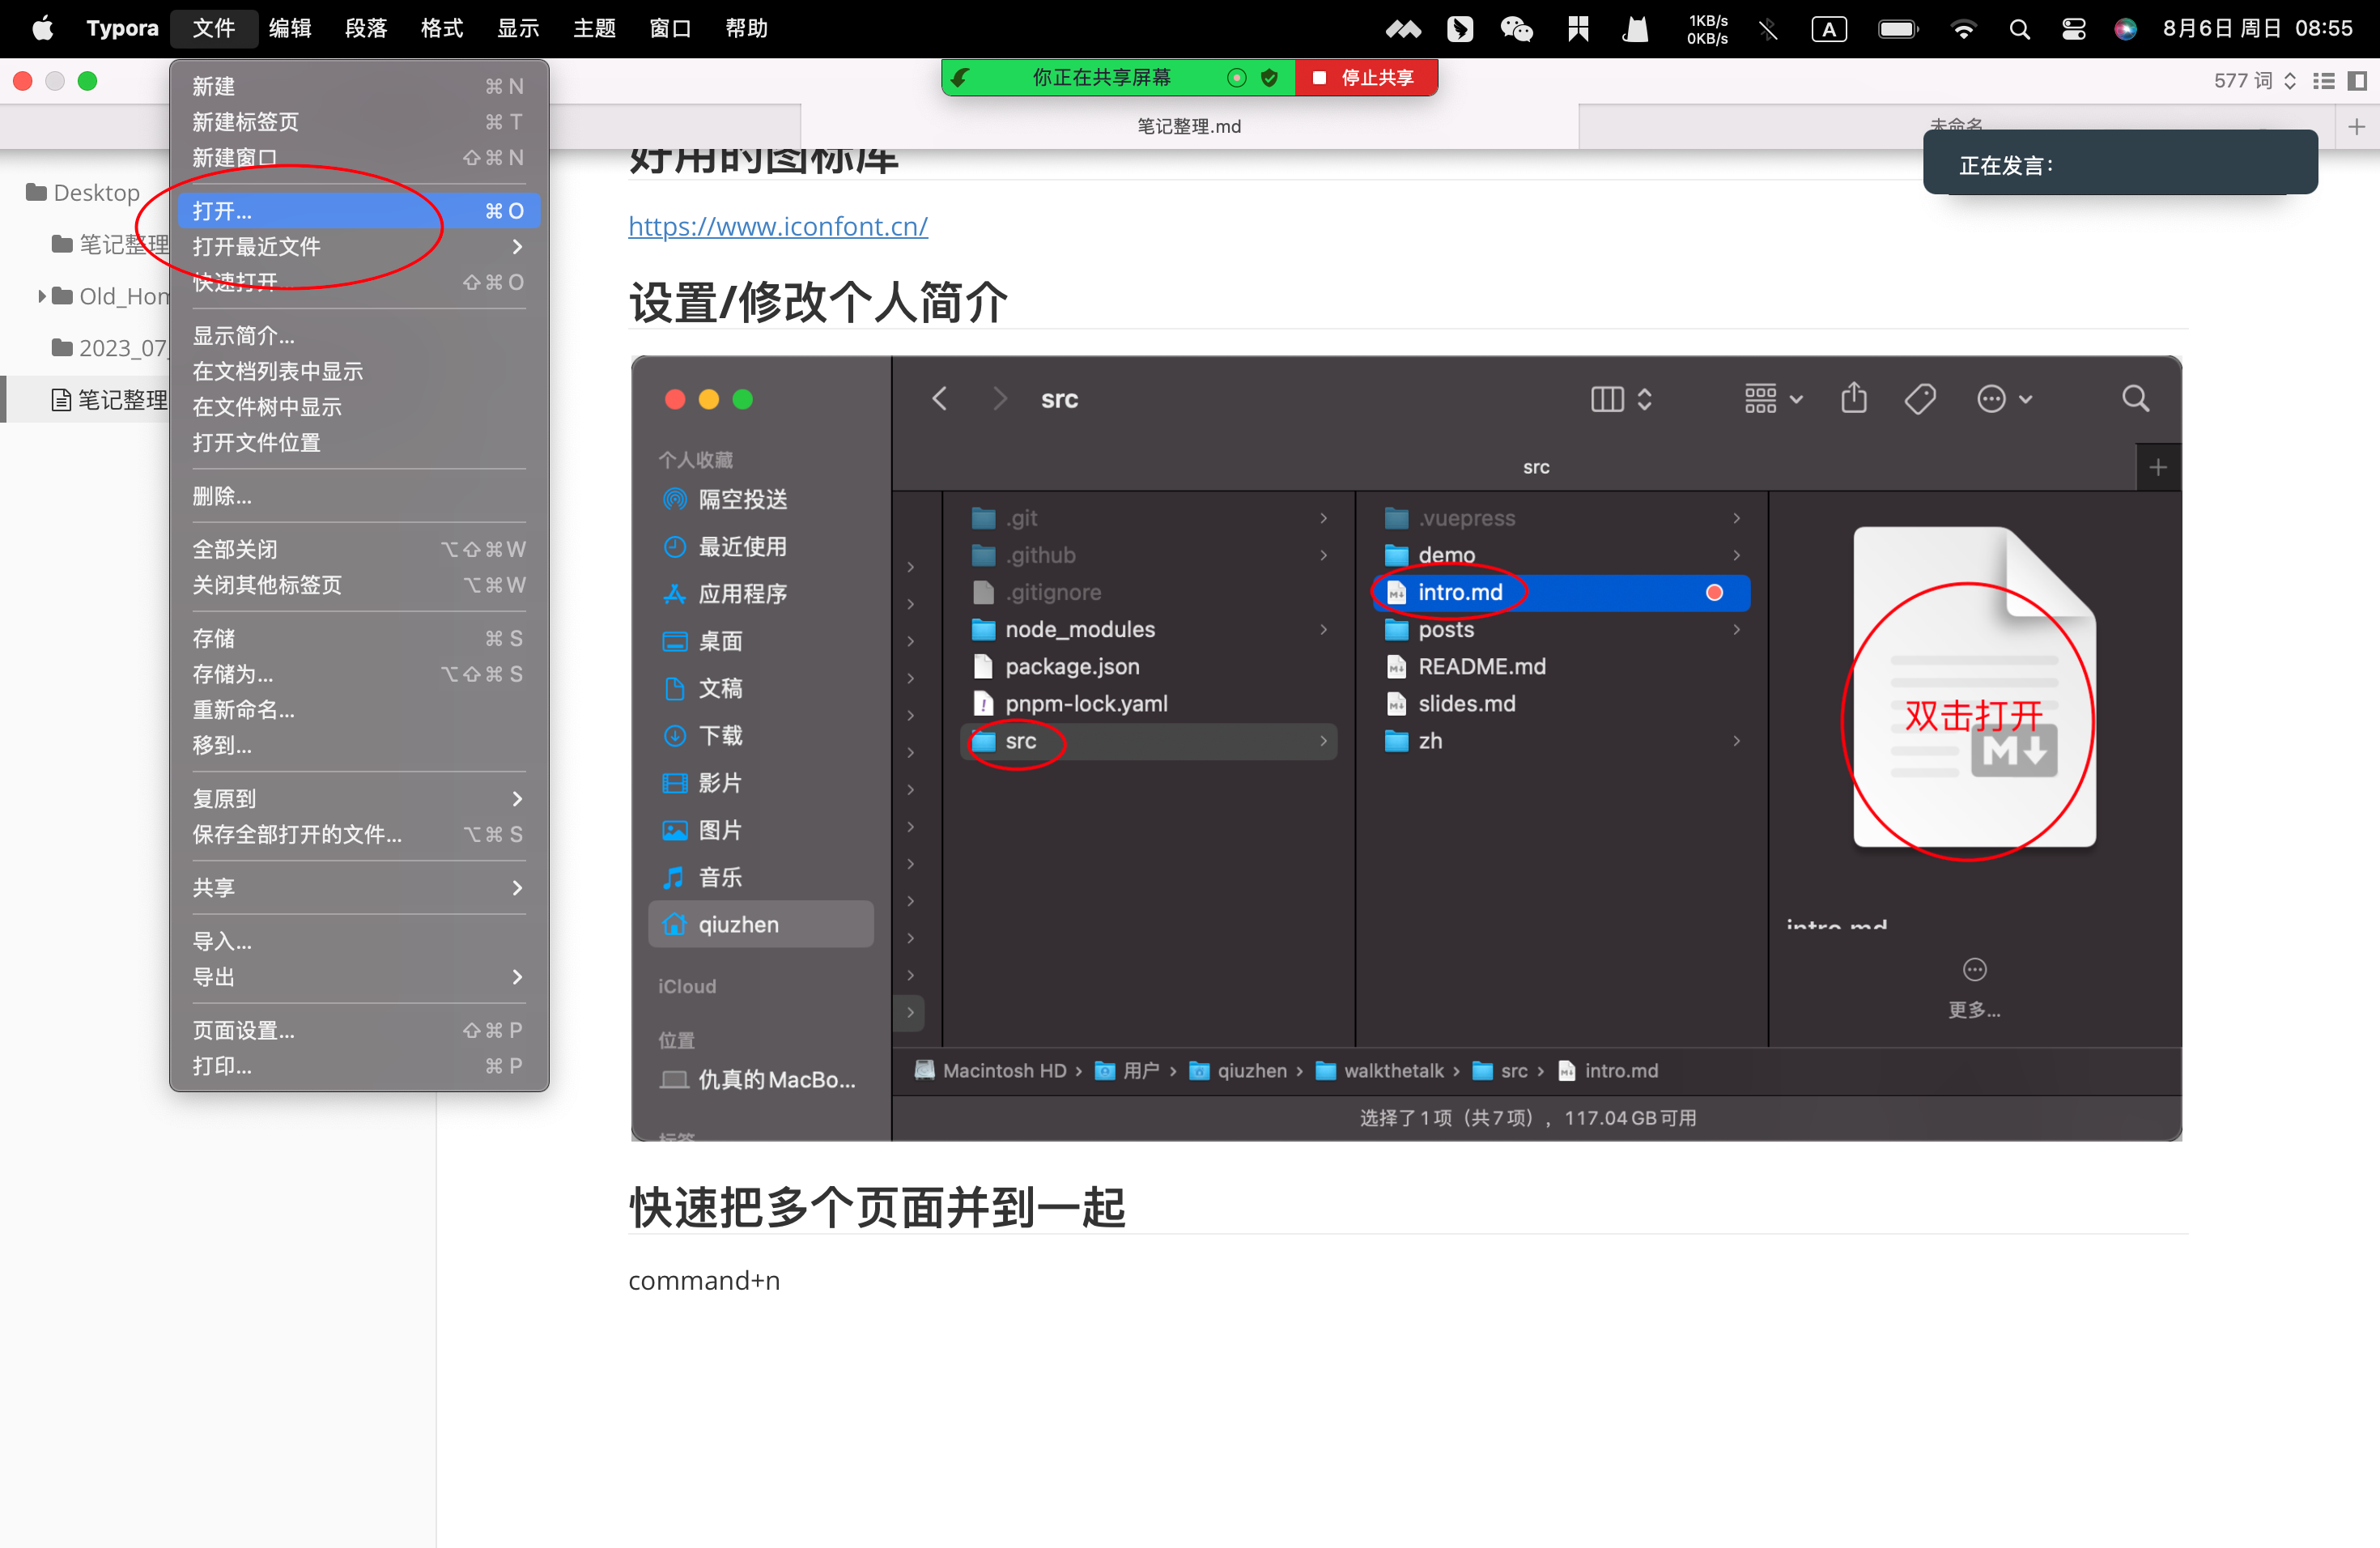 Typora 文件 编辑 段落 格式 显示 主题 窗口 帮助 1KB/s 0KB/s A 8月6日 周日 08:55
你正在共享屏幕 停止共享
577 词
笔记整理.md
未命名
正在发言:
新建 ⌘ N
新建标签页 ⌘ T
新建窗口 ⇧ ⌘ N
打开... ⌘ O
打开最近文件
快速打开... ⇧ ⌘ O
显示简介...
在文档列表中显示
在文件树中显示
打开文件位置
删除...
全部关闭 ⌥ ⇧ ⌘ W
关闭其他标签页 ⌥ ⌘ W
存储 ⌘ S
存储为... ⌥ ⇧ ⌘ S
重新命名...
移到...
复原到
保存全部打开的文件... ⌥ ⌘ S
共享
导入...
导出
页面设置... ⇧ ⌘ P
打印... ⌘ P
Desktop
笔记整理
Old_Hom
2023_07_
笔记整理
好用的图标库
https://www.iconfont.cn/
设置/修改个人简介
src
src
个人收藏
隔空投送
最近使用
应用程序
桌面
文稿
下载
影片
图片
音乐
qiuzhen
iCloud
位置
仇真的MacBo...
标签
.git
.github
.gitignore
node_modules
package.json
pnpm-lock.yaml
src
.vuepress
demo
intro.md
posts
README.md
slides.md
zh
双击打开
M↓
intro.md
更多...
Macintosh HD › 用户 › qiuzhen › walkthetalk › src › intro.md
选择了 1 项（共 7 项），117.04 GB 可用
快速把多个页面并到一起
command+n